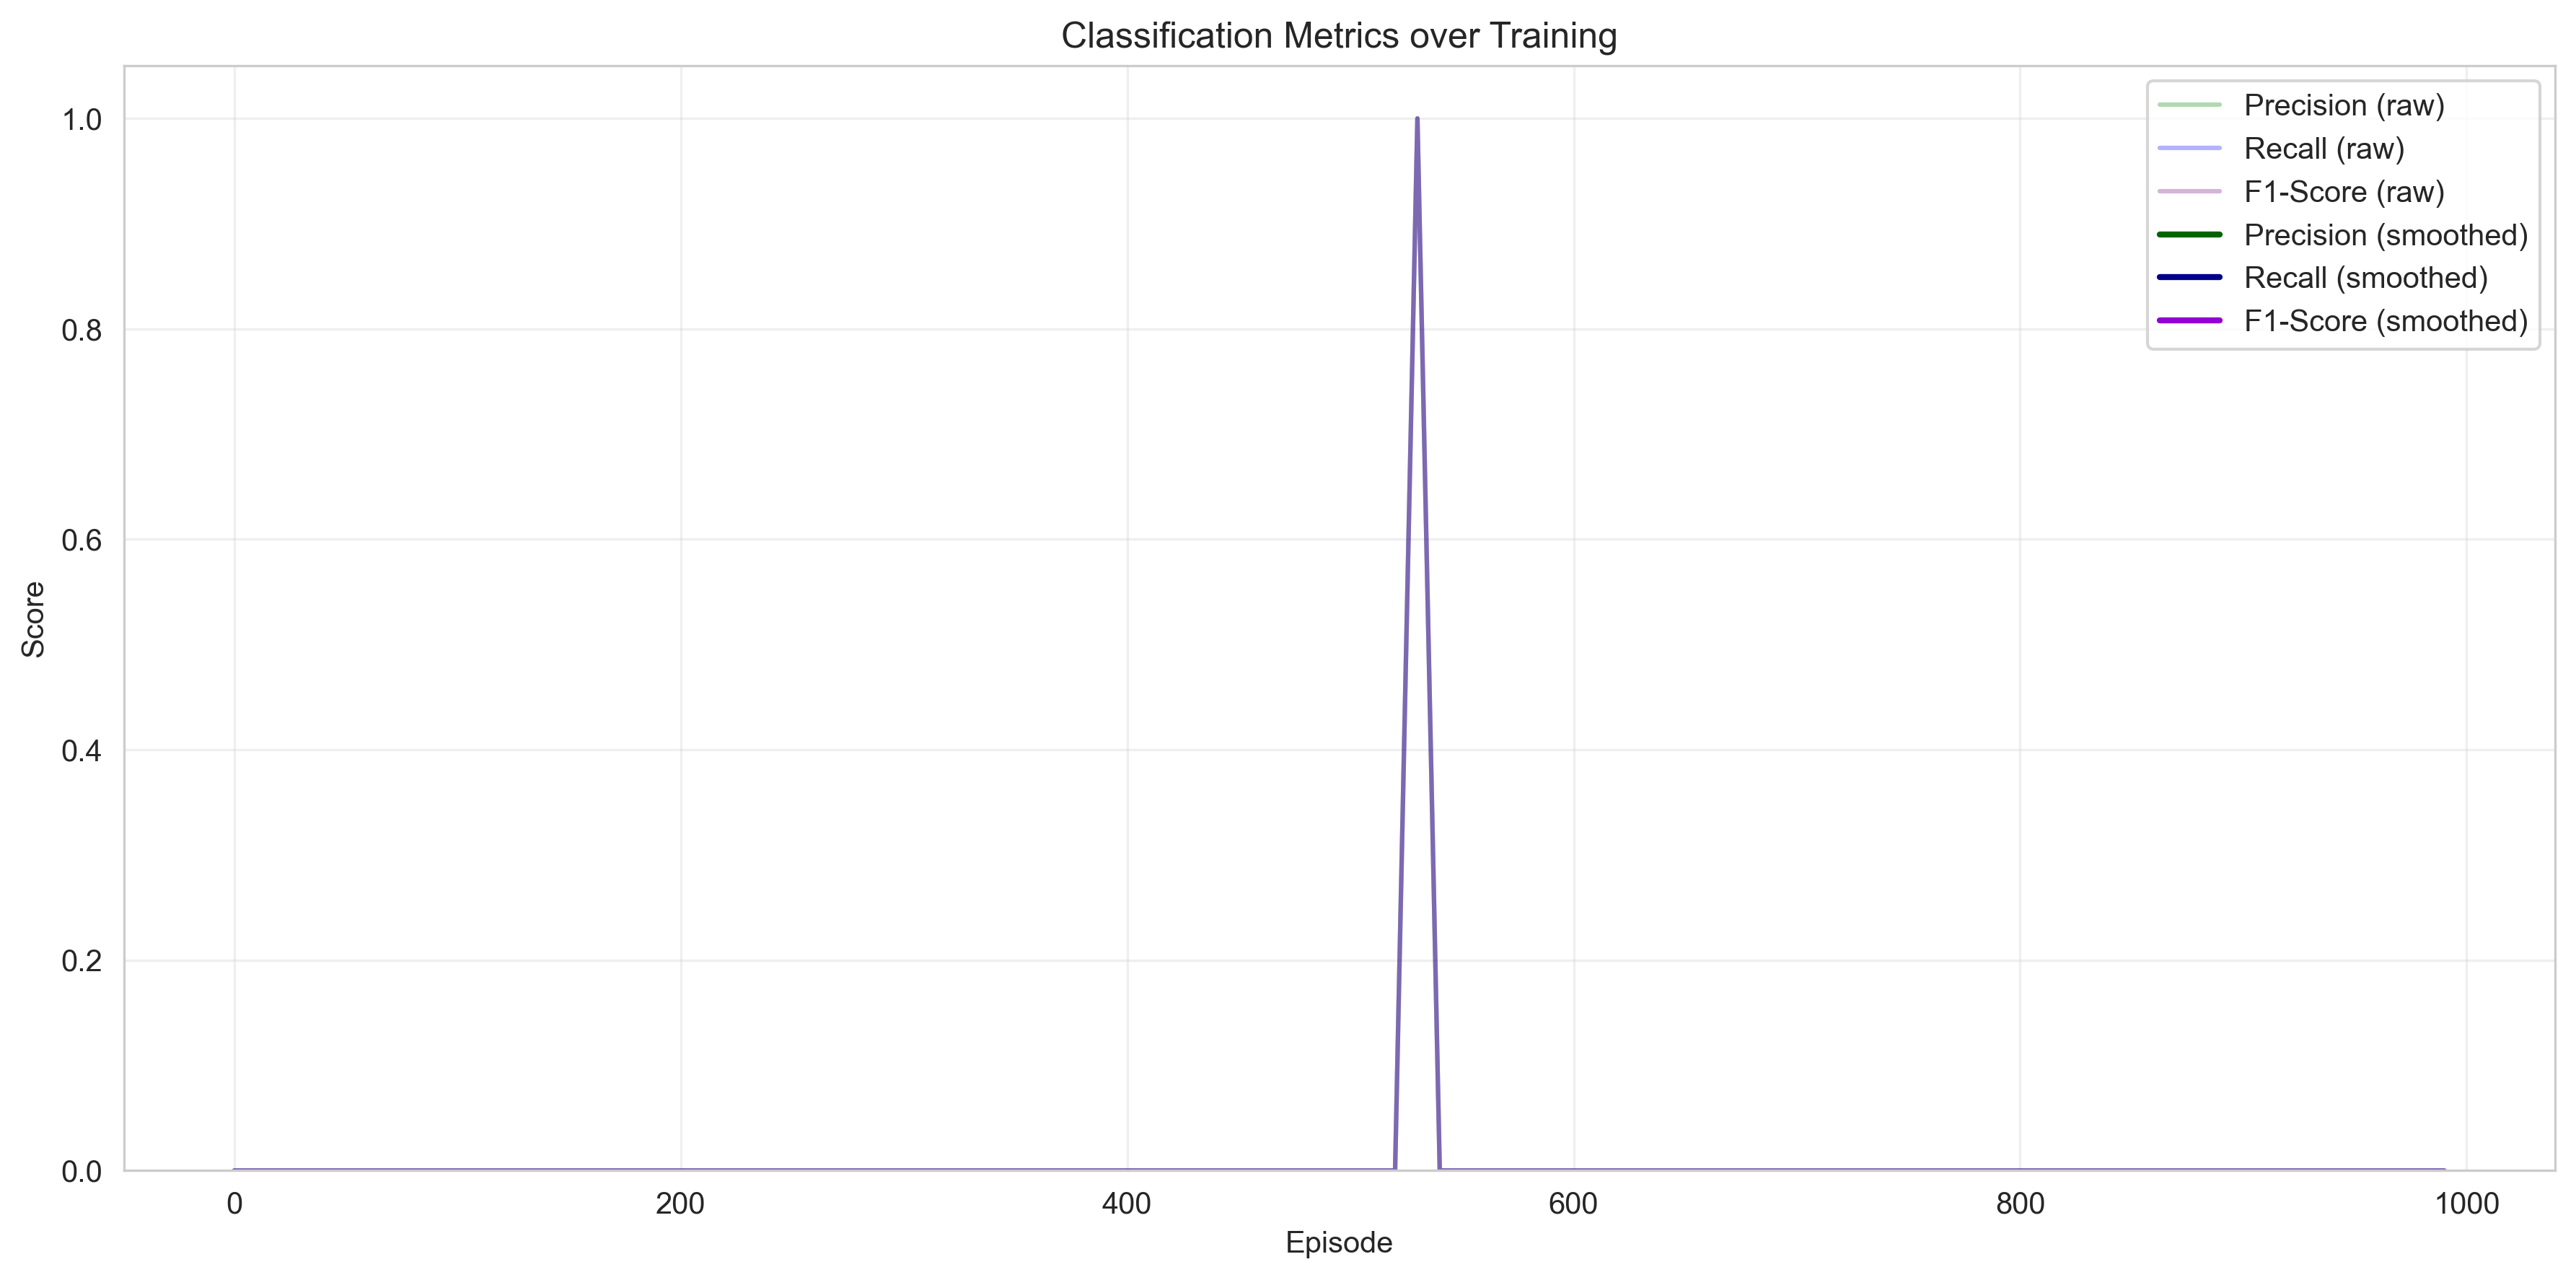 Classification Metrics over Training
Precision (raw)
Recall (raw)
F1-Score (raw)
Precision (smoothed)
Recall (smoothed)
F1-Score (smoothed)
1.0
0.8
0.6
0.4
0.2
0.0
Score
0 200 400 600 800 1000
Episode